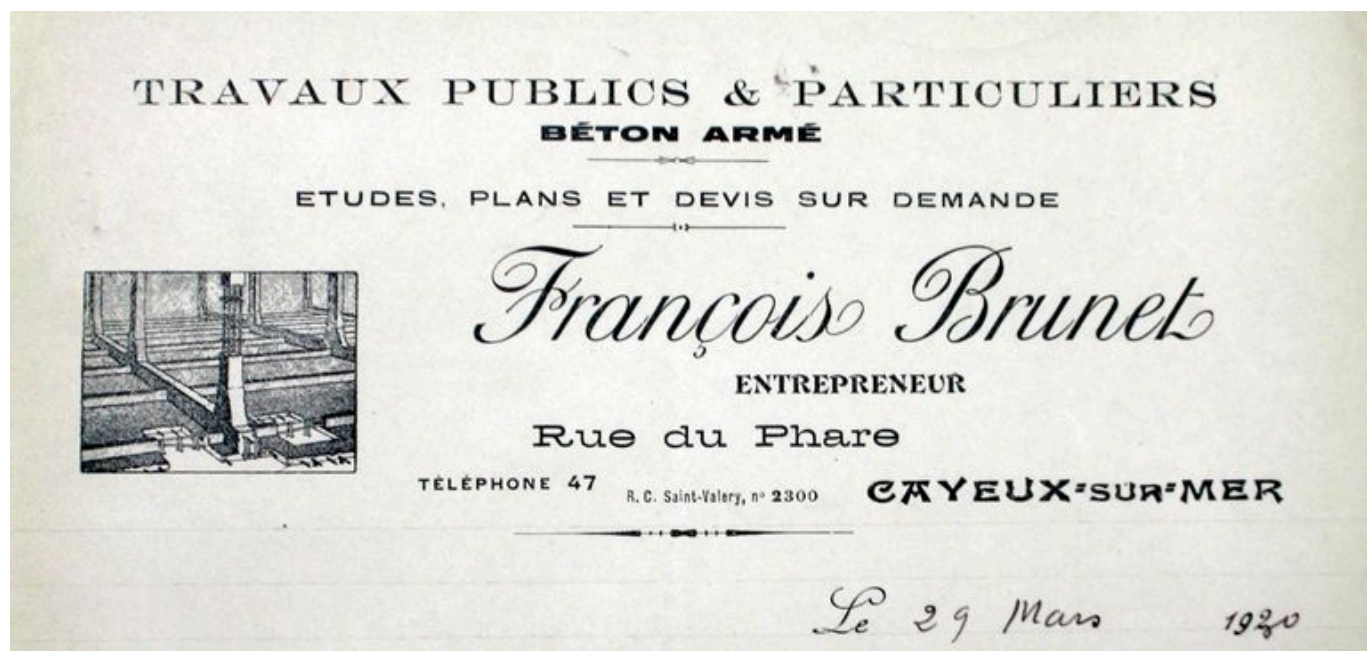 TRAVAUX PUBLICS & PARTICULIERS
BÉTON ARMÉ
ETUDES, PLANS ET DEVIS SUR DEMANDE
François Brunet
ENTREPRENEUR
Rue du Phare
TÉLÉPHONE 47 R. C. Saint-Valery, nº 2300 CAYEUX-SUR-MER
Le 29 Mars